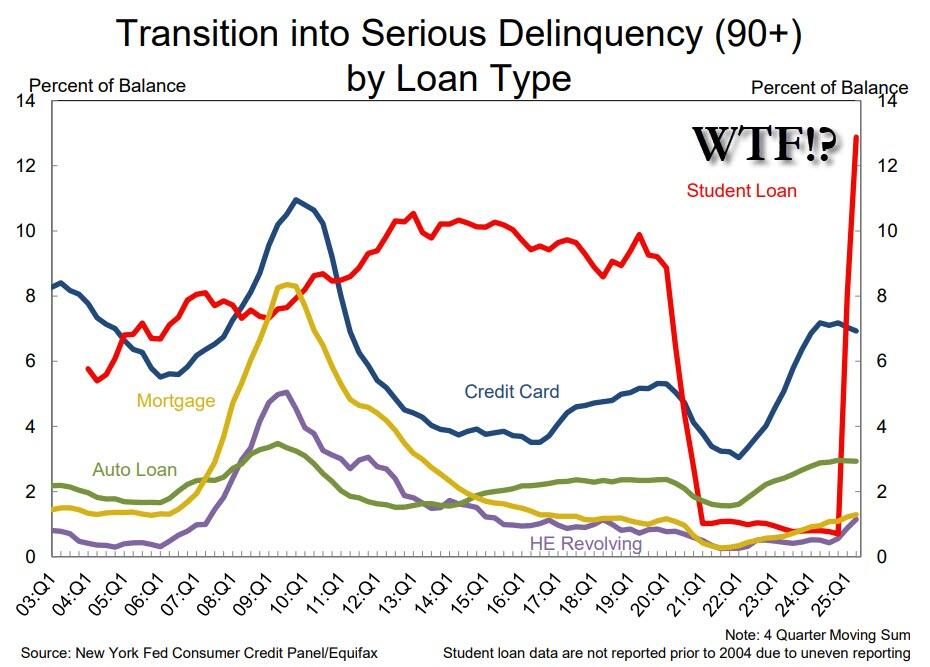 Transition into Serious Delinquency (90+)
by Loan Type
Percent of Balance
Percent of Balance
14
14
WTF!?
12
12
Student Loan
10
10
8
8
6
6
Credit Card
Mortgage
4
4
Auto Loan
2
2
HE Revolving
0
0
03:Q1
04:Q1
05:Q1
06:Q1
07:Q1
08:Q1
09:Q1
10:Q1
11:Q1
12:Q1
13:Q1
14:Q1
15:Q1
16:Q1
17:Q1
18:Q1
19:Q1
20:Q1
21:Q1
22:Q1
23:Q1
24:Q1
25:Q1
Note: 4 Quarter Moving Sum
Source: New York Fed Consumer Credit Panel/Equifax
Student loan data are not reported prior to 2004 due to uneven reporting